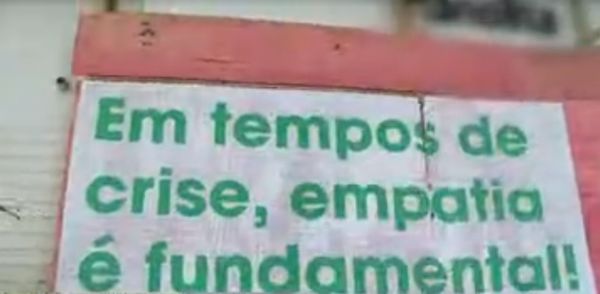 Em tempos de
crise, empatia
é fundamental!